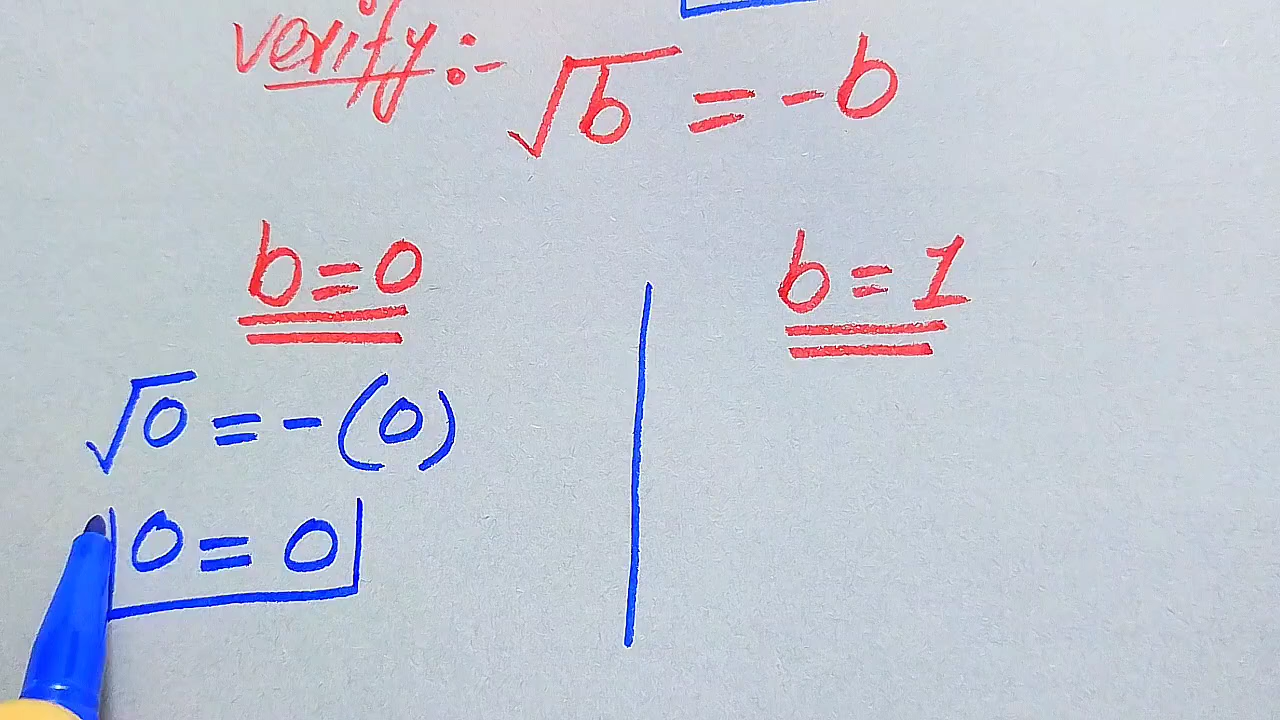 verify:- √b = -b
b=0
b=1
√0 = -(0)
0 = 0